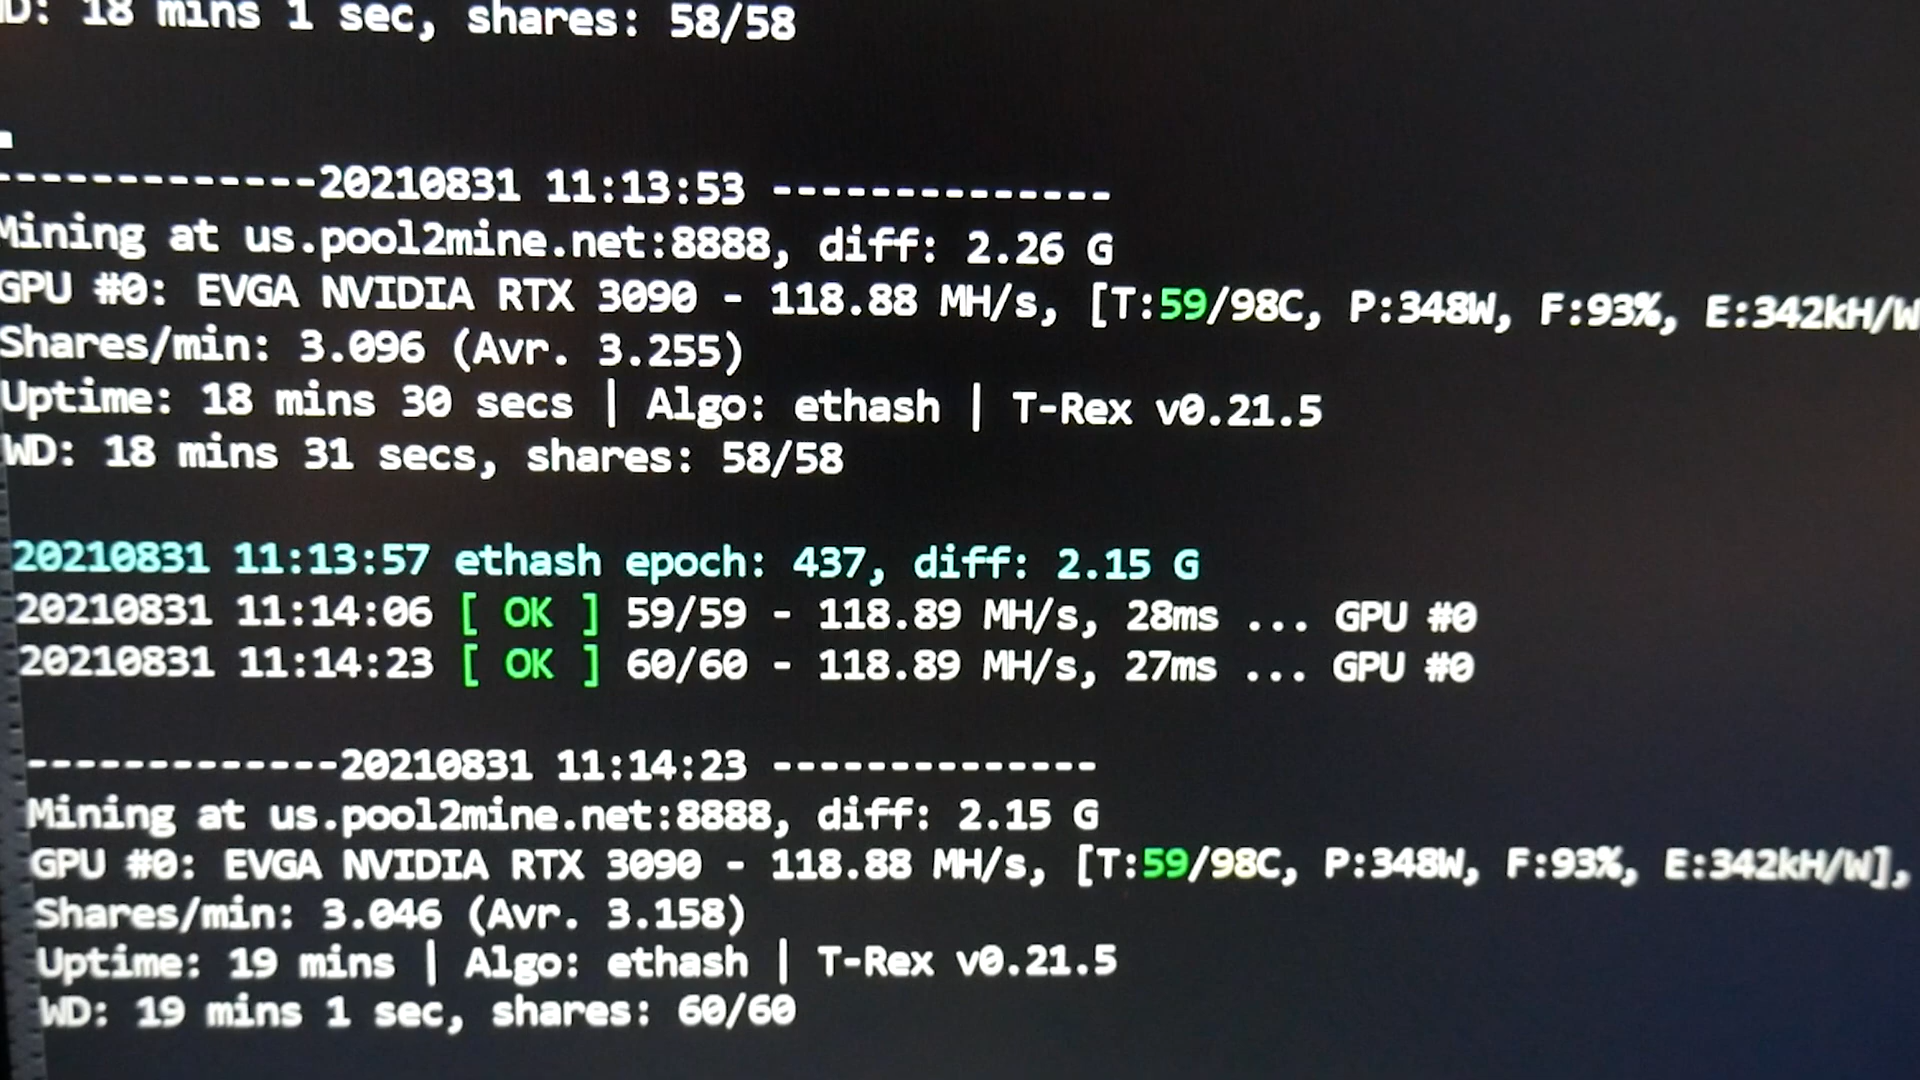 D: 18 mins 1 sec, shares: 58/58
-------------20210831 11:13:53 --------------
Mining at us.pool2mine.net:8888, diff: 2.26 G
GPU #0: EVGA NVIDIA RTX 3090 - 118.88 MH/s, [T:59/98C, P:348W, F:93%, E:342kH/W
Shares/min: 3.096 (Avr. 3.255)
Uptime: 18 mins 30 secs | Algo: ethash | T-Rex v0.21.5
WD: 18 mins 31 secs, shares: 58/58
20210831 11:13:57 ethash epoch: 437, diff: 2.15 G
20210831 11:14:06 [ OK ] 59/59 - 118.89 MH/s, 28ms ... GPU #0
20210831 11:14:23 [ OK ] 60/60 - 118.89 MH/s, 27ms ... GPU #0
-------------20210831 11:14:23 --------------
Mining at us.pool2mine.net:8888, diff: 2.15 G
GPU #0: EVGA NVIDIA RTX 3090 - 118.88 MH/s, [T:59/98C, P:348W, F:93%, E:342kH/W],
Shares/min: 3.046 (Avr. 3.158)
Uptime: 19 mins | Algo: ethash | T-Rex v0.21.5
WD: 19 mins 1 sec, shares: 60/60